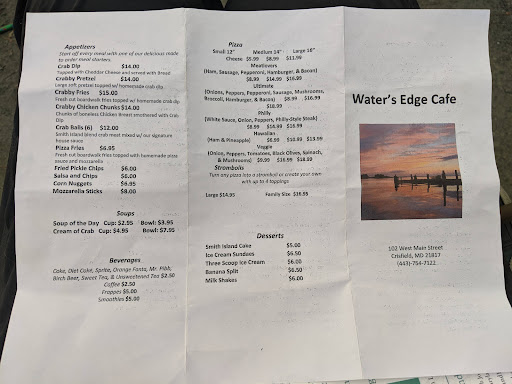 Appetizers
Start off every meal with one of our delicious made
to order meal starters.
Crab Dip $14.00
Topped with Cheddar Cheese and served with Bread
Crabby Pretzel $14.00
Large soft pretzel topped w/ homemade crab dip
Crabby Fries $15.00
Fresh cut boardwalk fries topped w/ homemade crab dip
Crabby Chicken Chunks $14.00
Chunks of boneless Chicken Breast smothered with Crab
Dip
Crab Balls (6) $12.00
Smith Island blend crab meat mixed w/ our signature
house sauce
Pizza Fries $6.95
Fresh cut boardwalk fries topped with homemade pizza
sauce and mozzarella
Fried Pickle Chips $6.00
Salsa and Chips $6.00
Corn Nuggets $6.95
Mozzarella Sticks $8.00
Soups
Soup of the Day Cup: $2.95 Bowl: $3.95
Cream of Crab Cup: $4.95 Bowl: $7.95
Beverages
Coke, Diet Coke, Sprite, Orange Fanta, Mr. Pibb,
Birch Beer, Sweet Tea, & Unsweetened Tea $2.50
Coffee $2.50
Frappes $5.00
Smoothies $5.00
Pizza
Small 12" Medium 14" Large 16"
Cheese $5.99 $8.99 $11.99
Meatlovers
(Ham, Sausage, Pepperoni, Hamburger, & Bacon)
$8.99 $14.99 $16.99
Ultimate
(Onions, Peppers, Pepperoni, Sausage, Mushrooms,
Broccoli, Hamburger, & Bacon) $8.99 $16.99
$18.99
Philly
(White Sauce, Onion, Peppers, Philly-Style Steak)
$8.99 $14.99 $16.99
Hawaiian
(Ham & Pineapple) $8.99 $10.99 $13.99
Veggie
(Onion, Peppers, Tomatoes, Black Olives, Spinach,
& Mushrooms) $9.99 $16.99 $18.99
Strombolis
Turn any pizza into a stromboli or create your own
with up to 4 toppings
Large $14.95 Family Size $16.95
Desserts
Smith Island Cake $5.00
Ice Cream Sundaes $6.50
Three Scoop Ice Cream $6.00
Banana Split $6.50
Milk Shakes $6.00
Water's Edge Cafe
102 West Main Street
Crisfield, MD 21817
(443)-754-7122